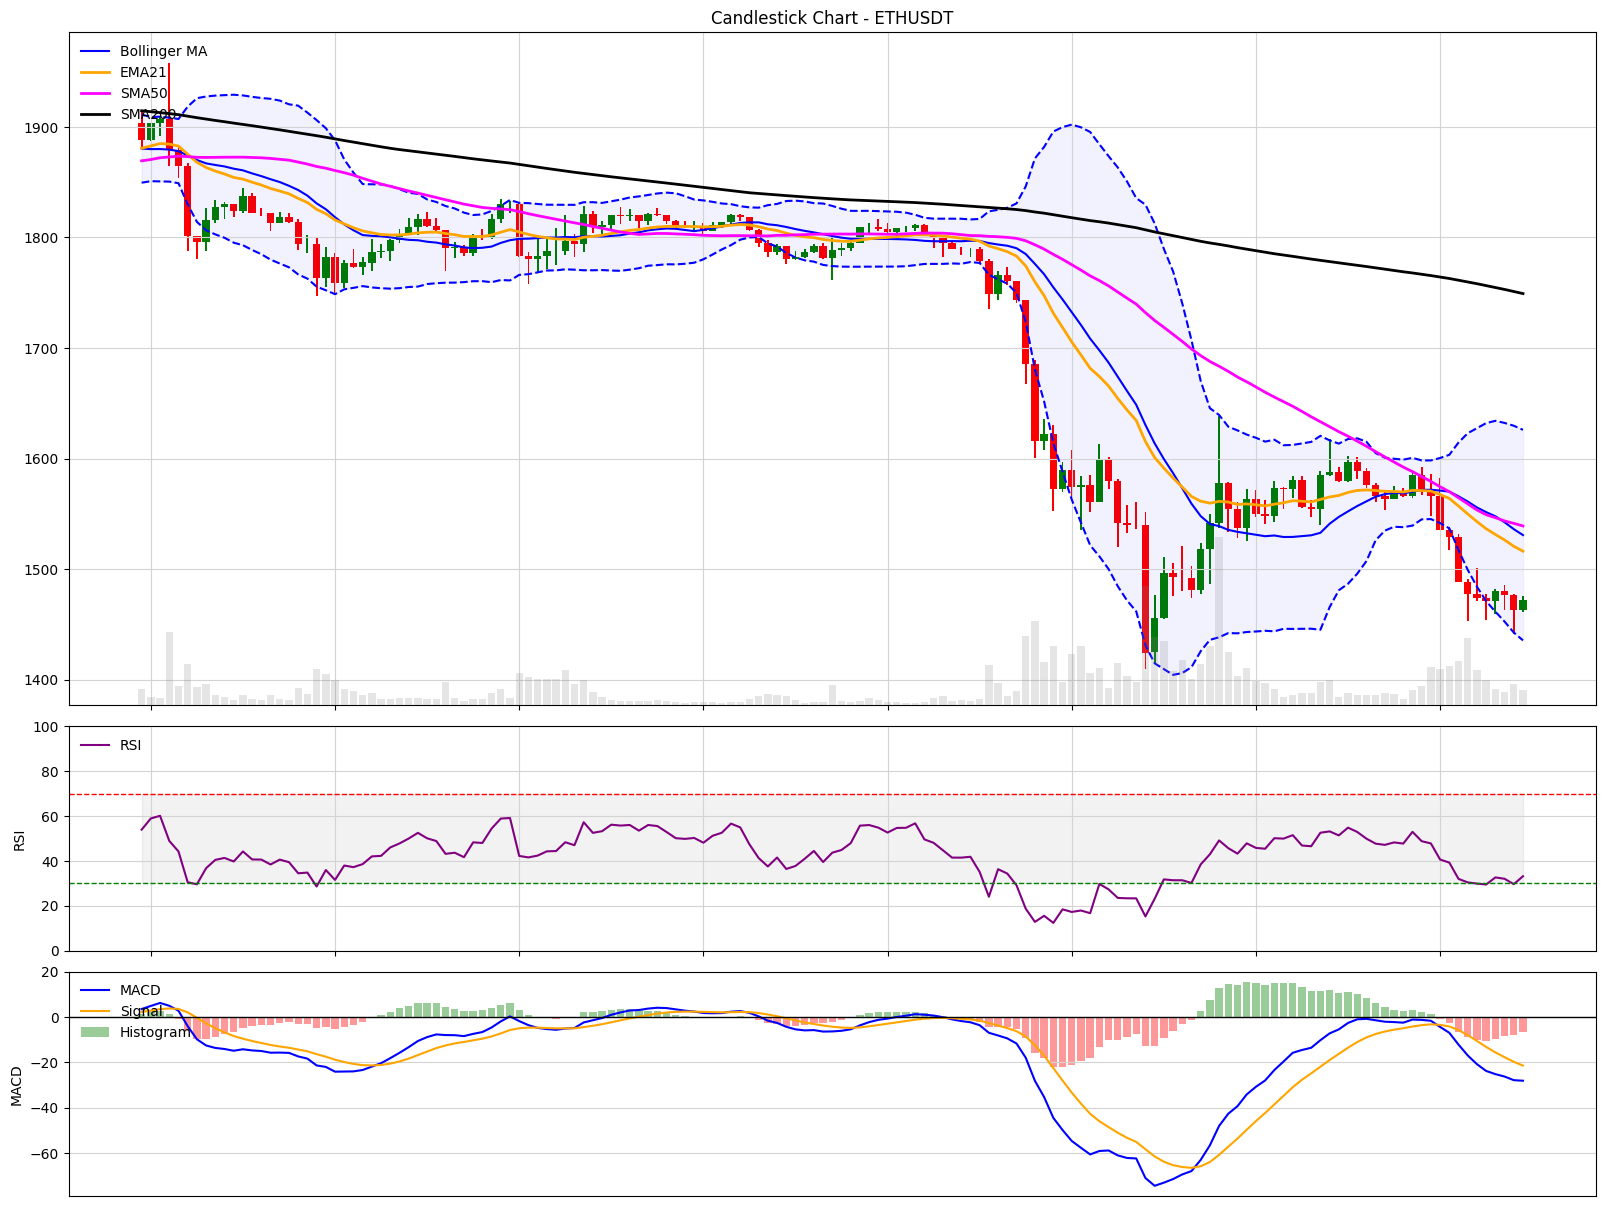 Candlestick Chart - ETHUSDT
Bollinger MA
EMA21
SMA50
SMA200
1900
1800
1700
1600
1500
1400
RSI
100
80
60
40
20
0
RSI
MACD
Signal
Histogram
20
0
−20
−40
−60
MACD